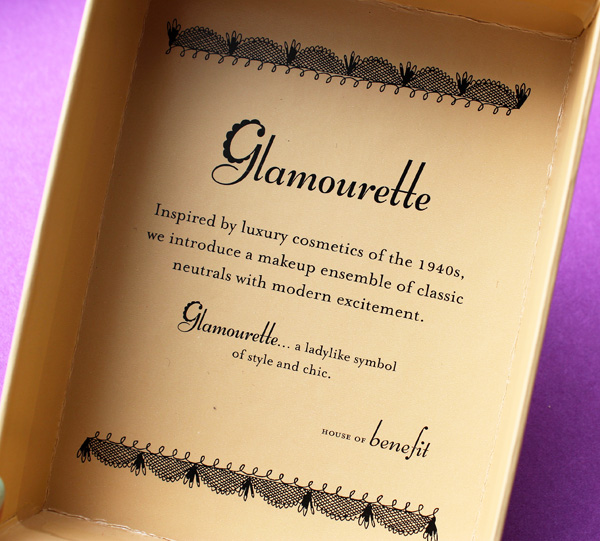 Glamourette
Inspired by luxury cosmetics of the 1940s,
we introduce a makeup ensemble of classic
neutrals with modern excitement.
Glamourette... a ladylike symbol
of style and chic.
HOUSE OF benefit